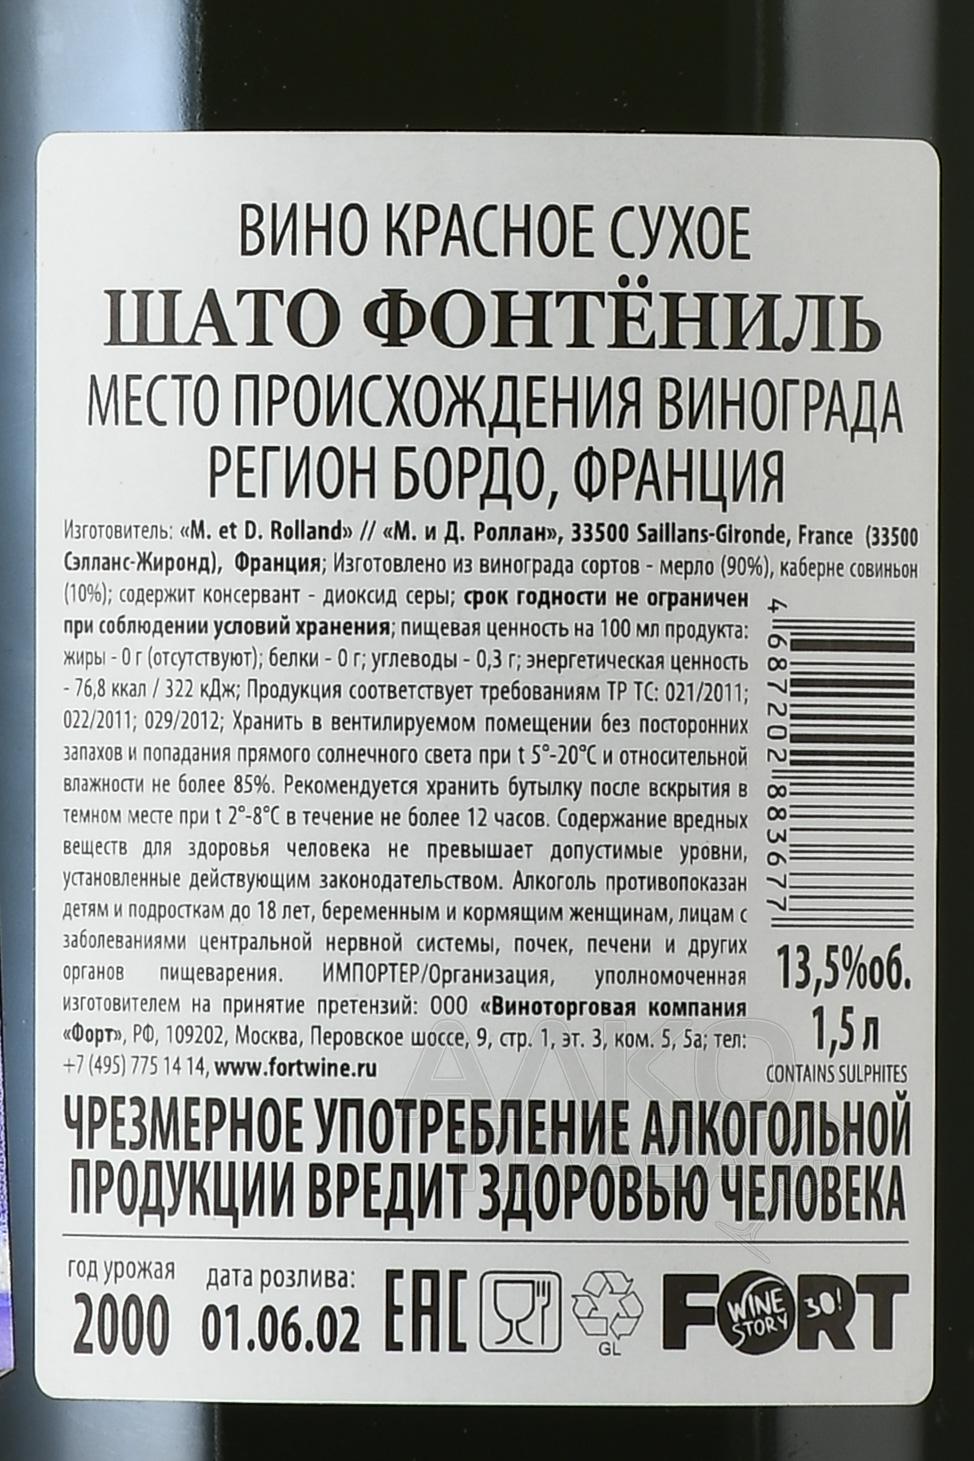 ВИНО КРАСНОЕ СУХОЕ
ШАТО ФОНТЁНИЛЬ
МЕСТО ПРОИСХОЖДЕНИЯ ВИНОГРАДА
РЕГИОН БОРДО, ФРАНЦИЯ
Изготовитель: «M. et D. Rolland» // «М. и Д. Роллан», 33500 Saillans-Gironde, France (33500
Сэлланс-Жиронд), Франция; Изготовлено из винограда сортов - мерло (90%), каберне совиньон
(10%); содержит консервант - диоксид серы; срок годности не ограничен
при соблюдении условий хранения; пищевая ценность на 100 мл продукта:
жиры - 0 г (отсутствуют); белки - 0 г; углеводы - 0,3 г; энергетическая ценность
- 76,8 ккал / 322 кДж; Продукция соответствует требованиям ТР ТС: 021/2011;
022/2011; 029/2012; Хранить в вентилируемом помещении без посторонних
запахов и попадания прямого солнечного света при t 5°-20°C и относительной
влажности не более 85%. Рекомендуется хранить бутылку после вскрытия в
темном месте при t 2°-8°C в течение не более 12 часов. Содержание вредных
веществ для здоровья человека не превышает допустимые уровни,
установленные действующим законодательством. Алкоголь противопоказан
детям и подросткам до 18 лет, беременным и кормящим женщинам, лицам с
заболеваниями центральной нервной системы, почек, печени и других
органов пищеварения. ИМПОРТЕР/Организация, уполномоченная
изготовителем на принятие претензий: ООО «Виноторговая компания
«Форт», РФ, 109202, Москва, Перовское шоссе, 9, стр. 1, эт. 3, ком. 5, 5а; тел:
+7 (495) 775 14 14, www.fortwine.ru
4 687202 883677
13,5%об.
1,5 л
CONTAINS SULPHITES
ЧРЕЗМЕРНОЕ УПОТРЕБЛЕНИЕ АЛКОГОЛЬНОЙ
ПРОДУКЦИИ ВРЕДИТ ЗДОРОВЬЮ ЧЕЛОВЕКА
год урожая
2000
дата розлива:
01.06.02
ЕАС
GL
FORT
WINE
STORY
30!
АЛКО